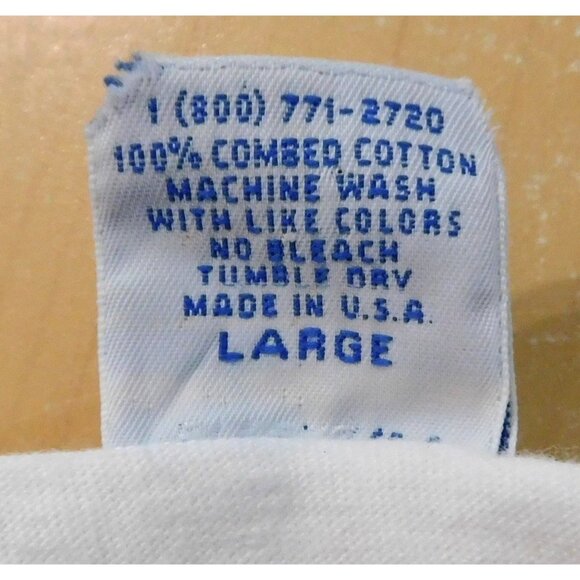 1 (800) 771-2720
100% COMBED COTTON
MACHINE WASH
WITH LIKE COLORS
NO BLEACH
TUMBLE DRY
MADE IN U.S.A.
LARGE